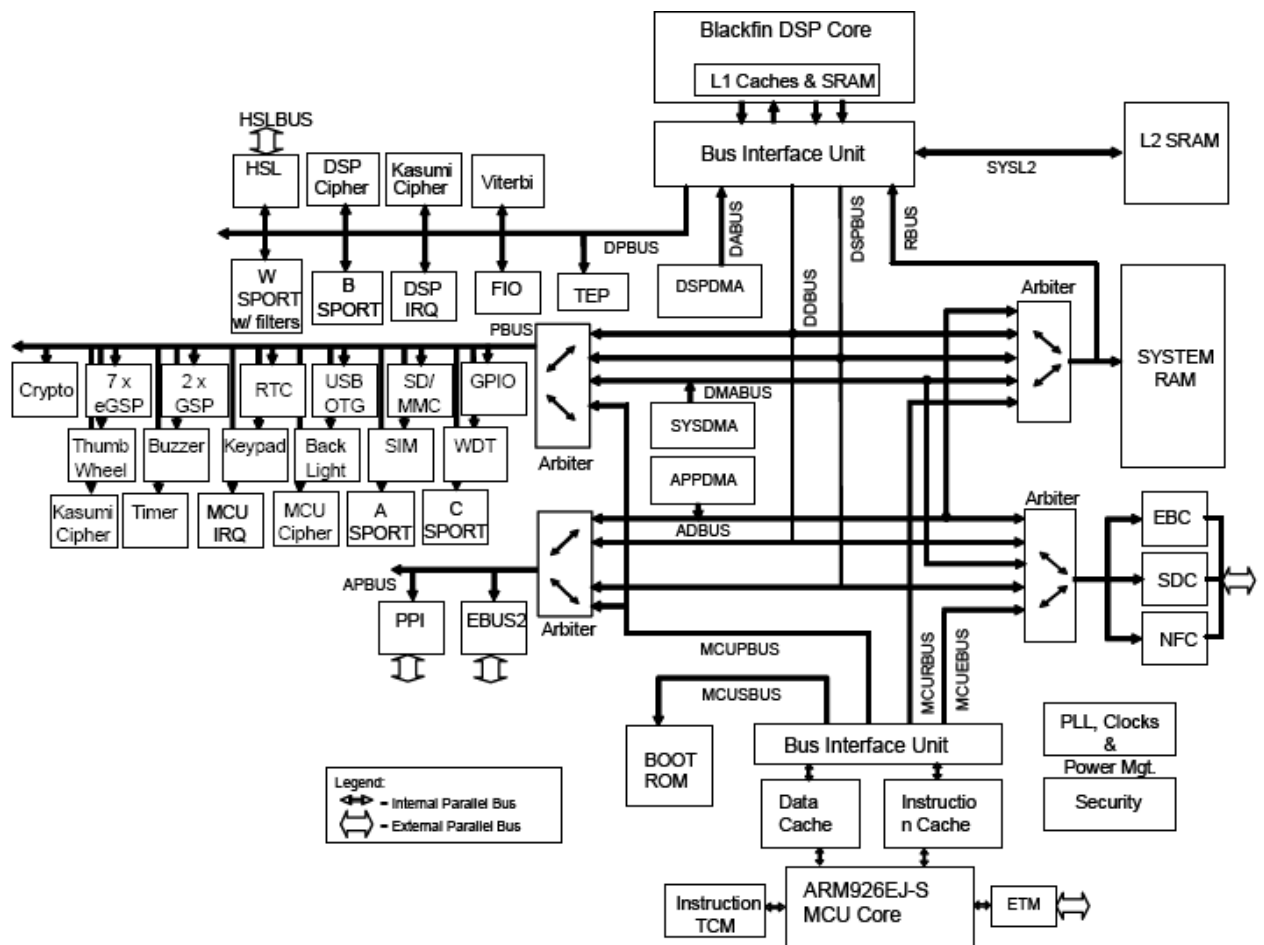 Blackfin DSP Core
L1 Caches & SRAM
HSLBUS
HSL
DSP
Cipher
Kasumi
Cipher
Viterbi
Bus Interface Unit
SYSL2
L2 SRAM
DPBUS
DABUS
DSPBUS
RBUS
W
SPORT
w/ filters
B
SPORT
DSP
IRQ
FIO
TEP
DSPDMA
DDBUS
Arbiter
SYSTEM
RAM
PBUS
Crypto
7 x
eGSP
2 x
GSP
RTC
USB
OTG
SD/
MMC
GPIO
DMABUS
SYSDMA
Thumb
Wheel
Buzzer
Keypad
Back
Light
SIM
WDT
Arbiter
APPDMA
Kasumi
Cipher
Timer
MCU
IRQ
MCU
Cipher
A
SPORT
C
SPORT
ADBUS
Arbiter
EBC
SDC
NFC
APBUS
PPI
EBUS2
Arbiter
MCUPBUS
MCUSBUS
MCURBUS
MCUEBUS
BOOT
ROM
Bus Interface Unit
PLL, Clocks
&
Power Mgt.
Security
Legend:
- Internal Parallel Bus
- External Parallel Bus
Data
Cache
Instructio
n Cache
Instruction
TCM
ARM926EJ-S
MCU Core
ETM